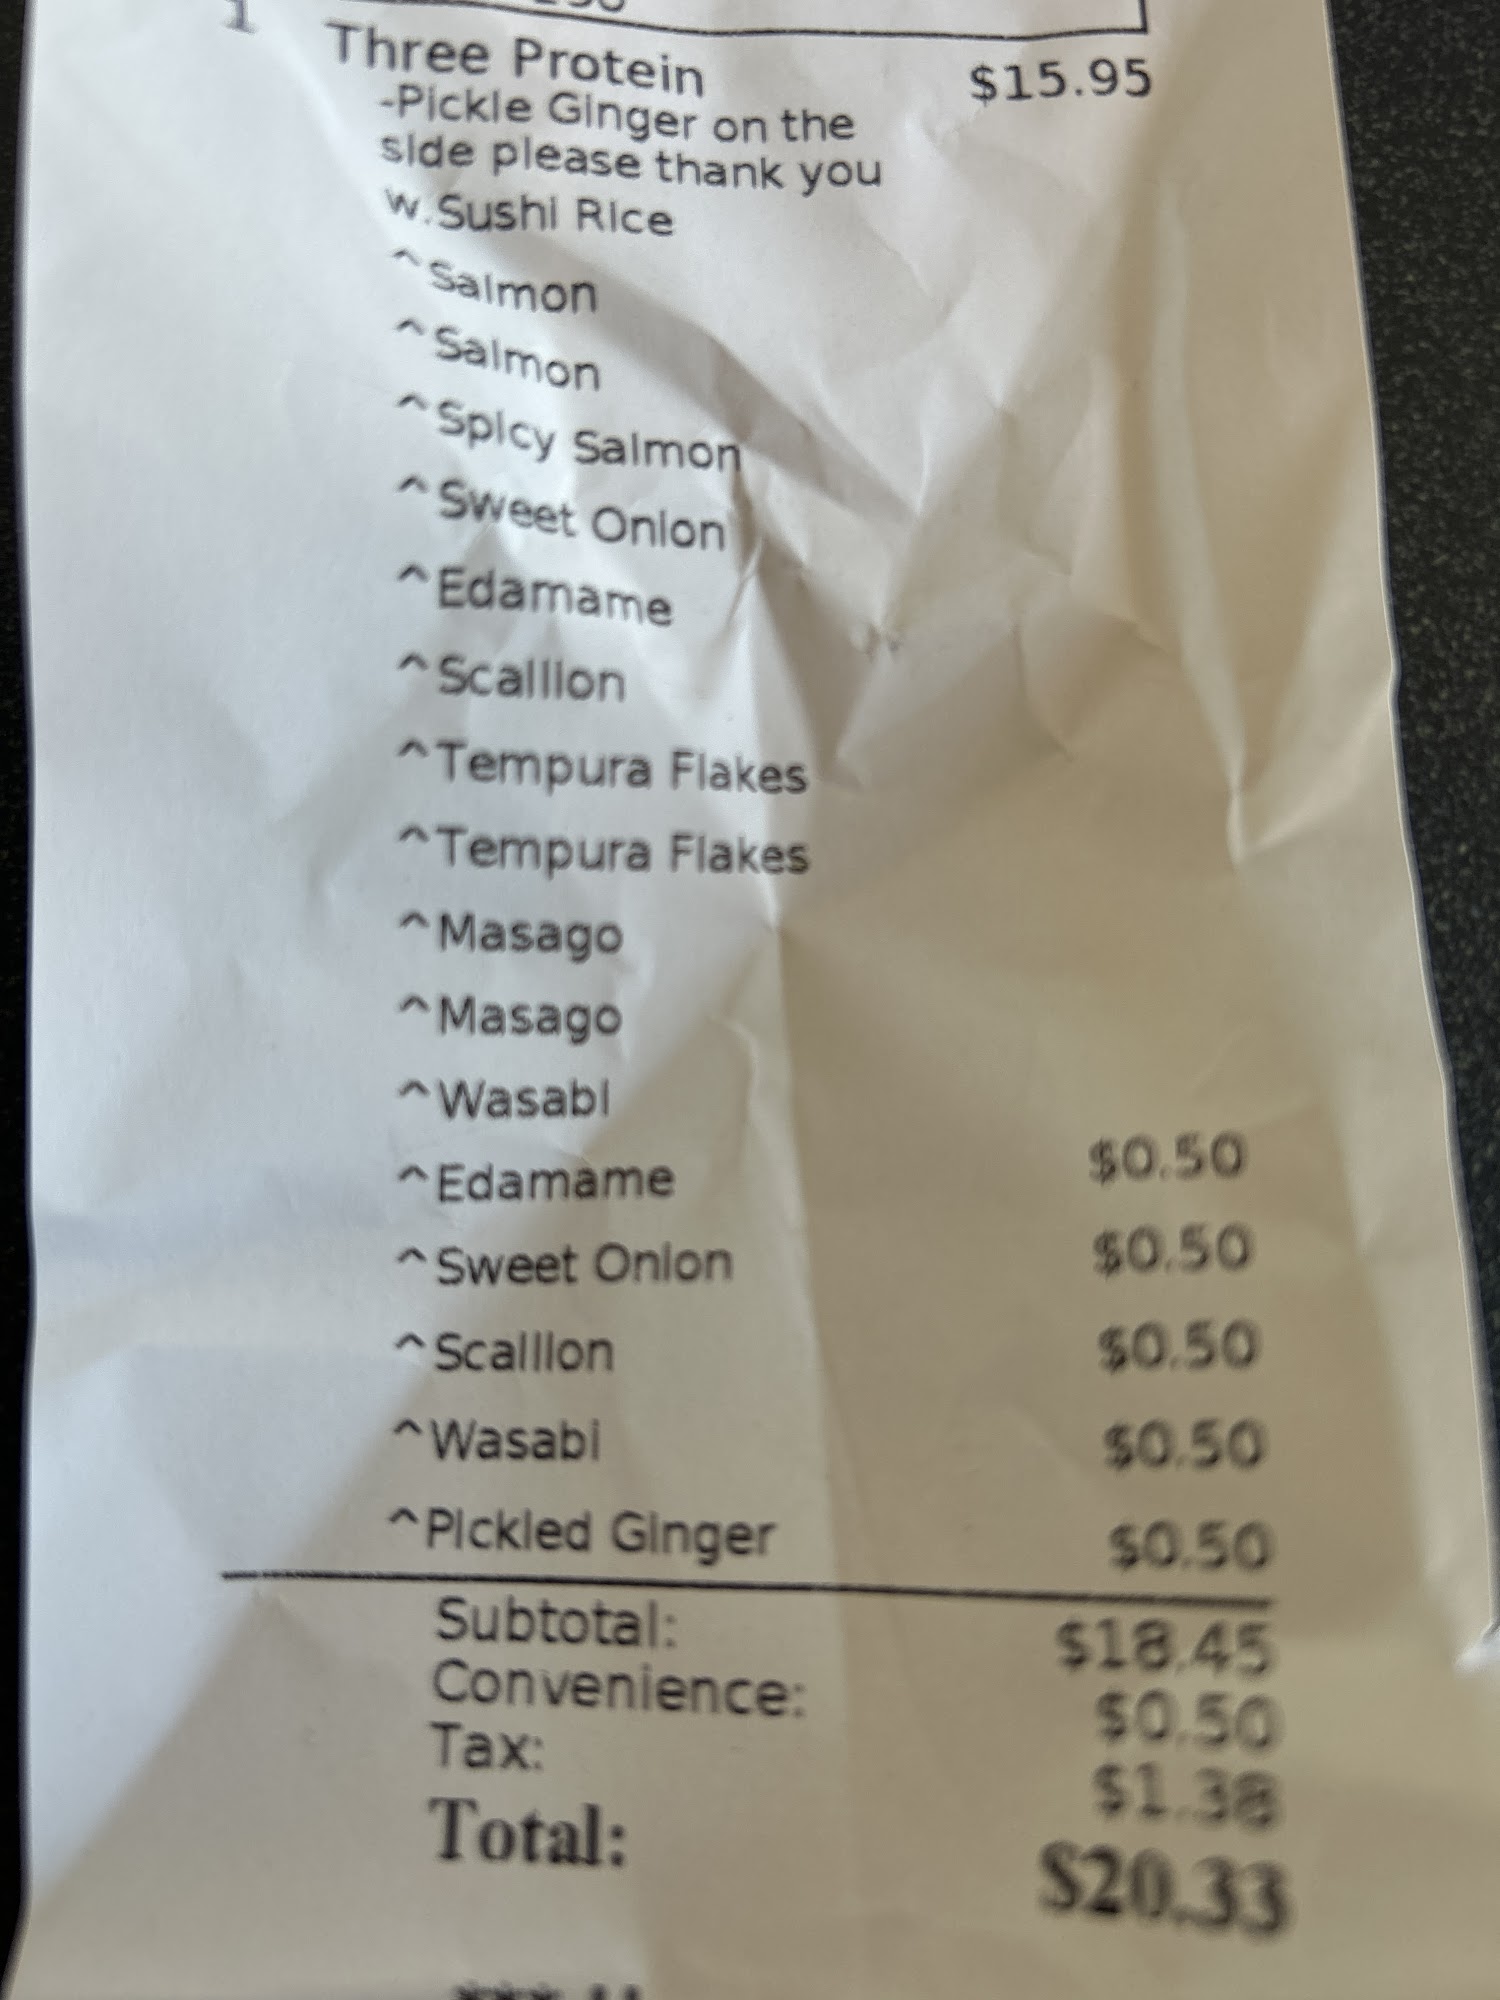 1 Three Protein $15.95
-Pickle Ginger on the
side please thank you
w.Sushi Rice
^Salmon
^Salmon
^Spicy Salmon
^Sweet Onion
^Edamame
^Scallion
^Tempura Flakes
^Tempura Flakes
^Masago
^Masago
^Wasabi
^Edamame $0.50
^Sweet Onion $0.50
^Scallion $0.50
^Wasabi $0.50
^Pickled Ginger $0.50
Subtotal: $18.45
Convenience: $0.50
Tax: $1.38
Total: $20.33